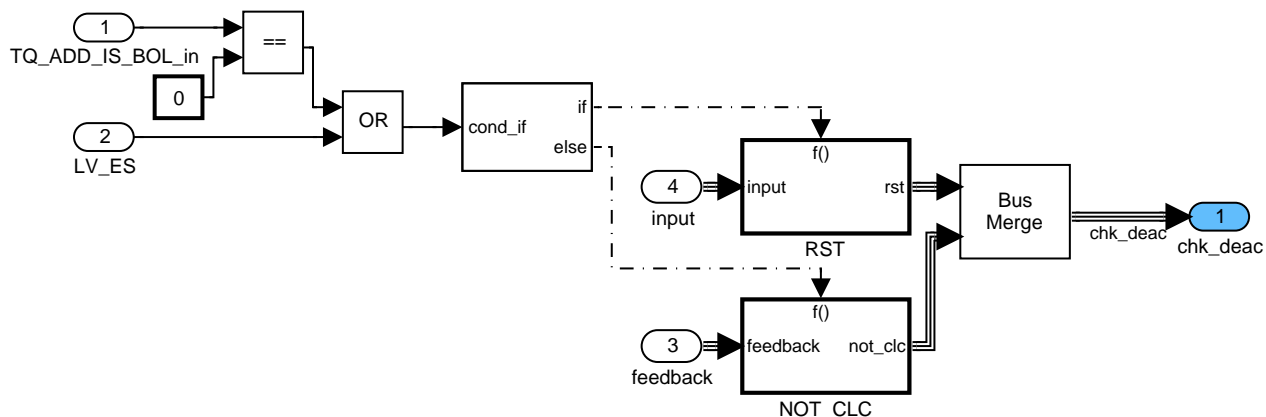 1
TQ_ADD_IS_BOL_in
==
0
2
LV_ES
OR
cond_if
if
else
f()
4
input
input
rst
RST
Bus
Merge
chk_deac
1
chk_deac
f()
3
feedback
feedback
not_clc
NOT_CLC